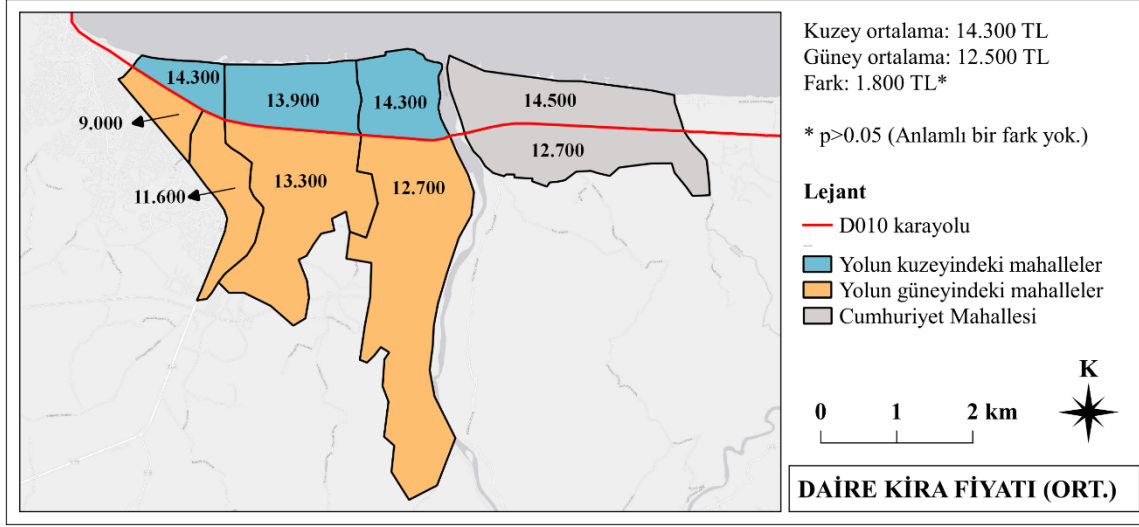 14.300
13.900
14.300
14.500
9.000
12.700
11.600
13.300
12.700
Kuzey ortalama: 14.300 TL
Güney ortalama: 12.500 TL
Fark: 1.800 TL*
* p>0.05 (Anlamlı bir fark yok.)
Lejant
D010 karayolu
Yolun kuzeyindeki mahalleler
Yolun güneyindeki mahalleler
Cumhuriyet Mahallesi
K
0 1 2 km
DAİRE KİRA FİYATI (ORT.)